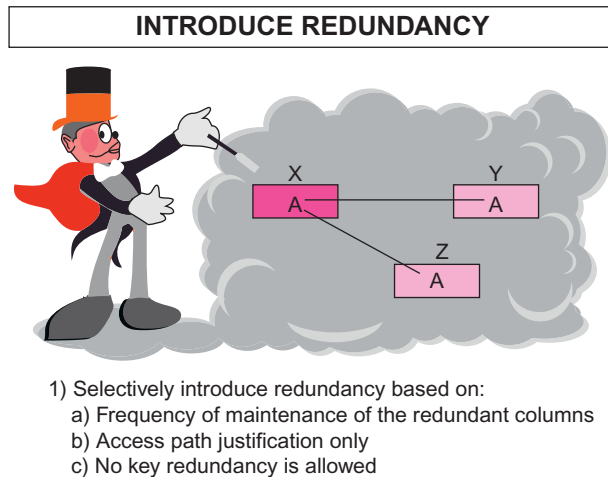 INTRODUCE REDUNDANCY
X
Y
A
A
Z
A
1) Selectively introduce redundancy based on:
a) Frequency of maintenance of the redundant columns
b) Access path justification only
c) No key redundancy is allowed